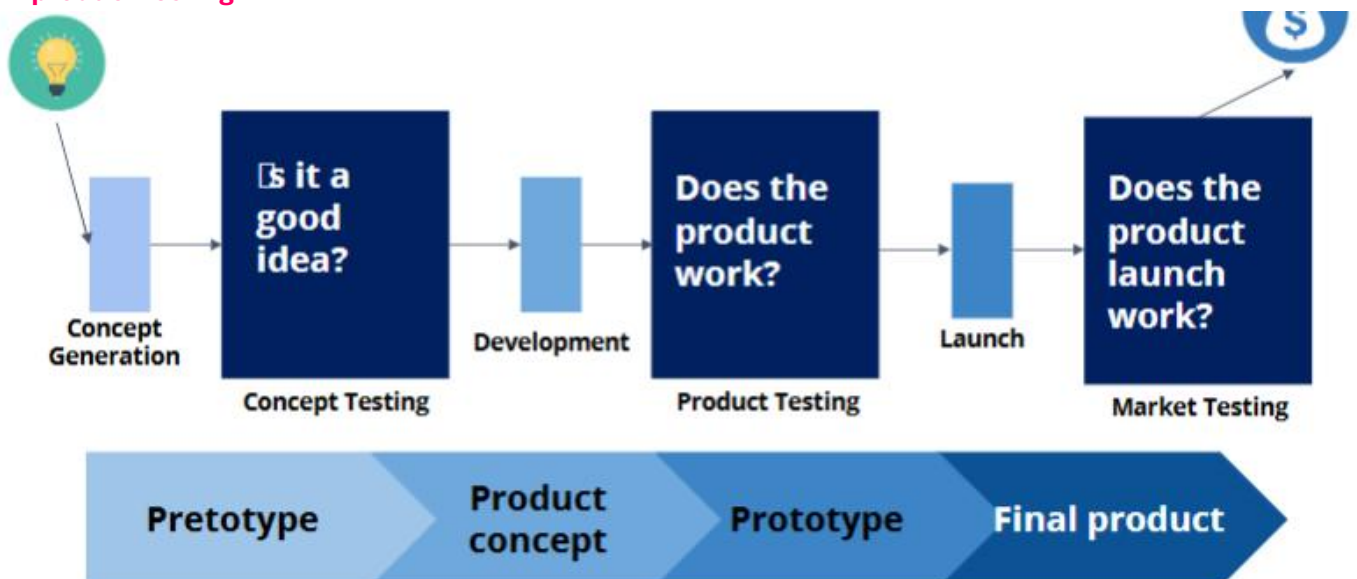 $
s it a
good
idea?
Does the
product
work?
Does the
product
launch
work?
Concept
Generation
Development
Launch
Concept Testing
Product Testing
Market Testing
Pretotype
Product
concept
Prototype
Final product